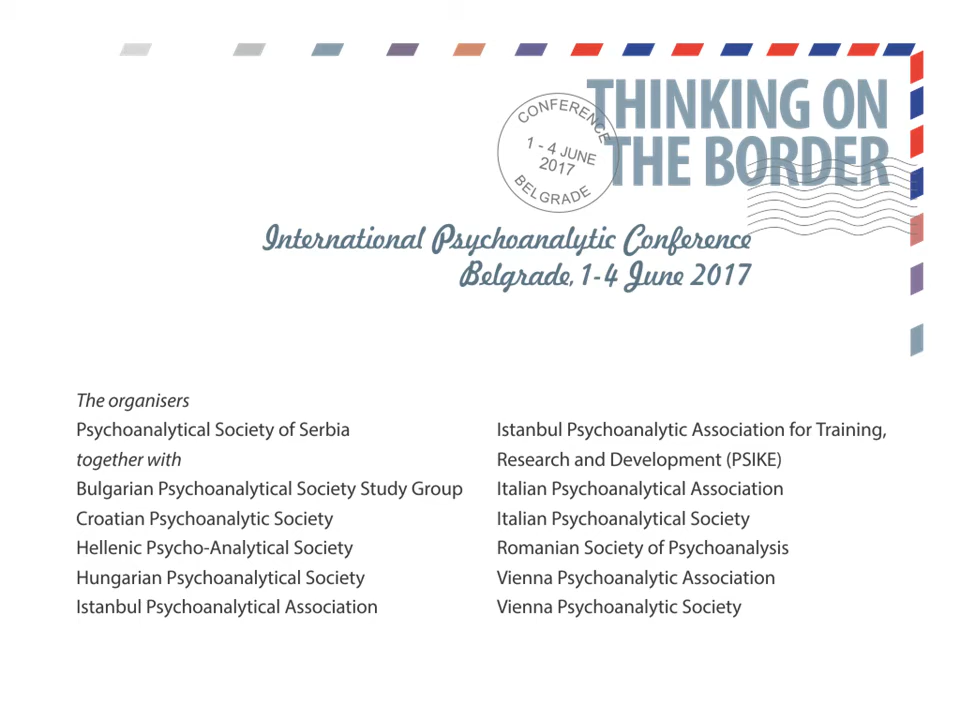 THINKING ON
THE BORDER
CONFERENCE
1 - 4 JUNE
2017
BELGRADE
International Psychoanalytic Conference
Belgrade, 1-4 June 2017
The organisers
Psychoanalytical Society of Serbia
together with
Bulgarian Psychoanalytical Society Study Group
Croatian Psychoanalytic Society
Hellenic Psycho-Analytical Society
Hungarian Psychoanalytical Society
Istanbul Psychoanalytical Association
Istanbul Psychoanalytic Association for Training,
Research and Development (PSIKE)
Italian Psychoanalytical Association
Italian Psychoanalytical Society
Romanian Society of Psychoanalysis
Vienna Psychoanalytic Association
Vienna Psychoanalytic Society